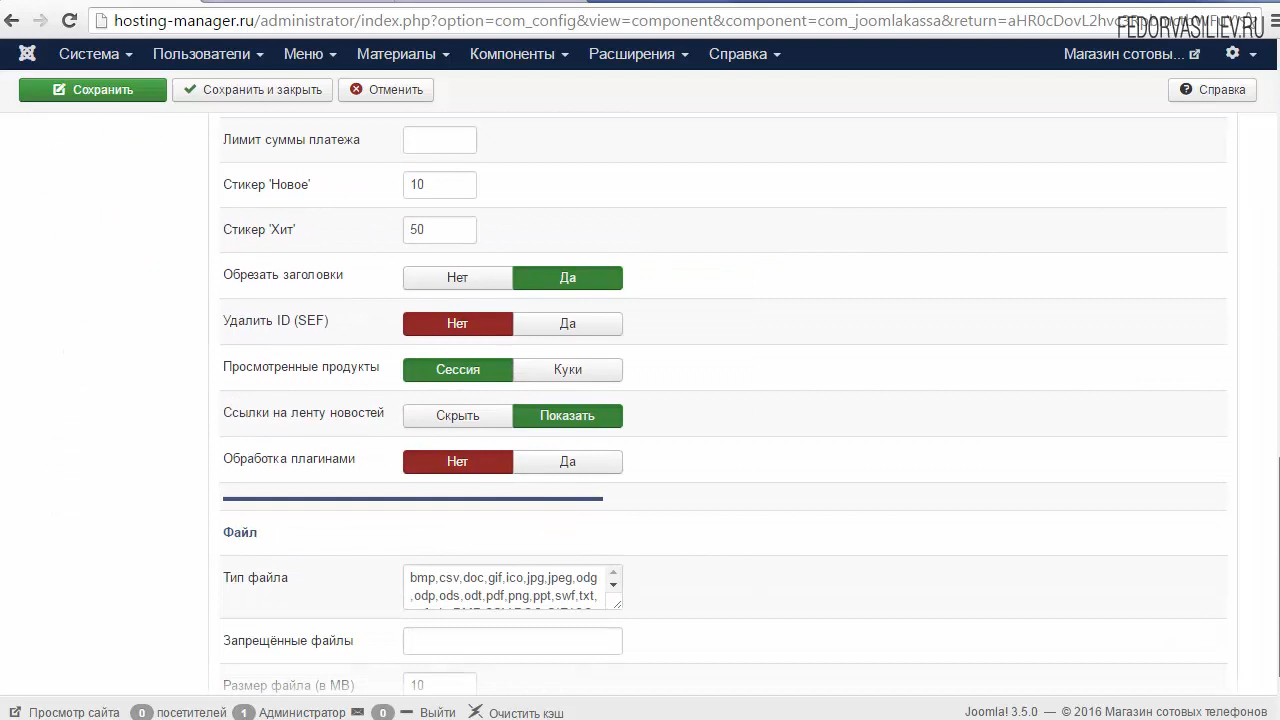 hosting-manager.ru/administrator/index.php?option=com_config&view=component&component=com_joomlakassa&return=aHR0cDovL2hvc
FEDORVASILIEV.RU
Система Пользователи Меню Материалы Компоненты Расширения Справка Магазин сотовы...
Сохранить Сохранить и закрыть Отменить Справка
Лимит суммы платежа
Стикер 'Новое' 10
Стикер 'Хит' 50
Обрезать заголовки Нет Да
Удалить ID (SEF) Нет Да
Просмотренные продукты Сессия Куки
Ссылки на ленту новостей Скрыть Показать
Обработка плагинами Нет Да
Файл
Тип файла bmp,csv,doc,gif,ico,jpg,jpeg,odg
,odp,ods,odt,pdf,png,ppt,swf,txt,
Запрещённые файлы
Размер файла (в МВ) 10
Просмотр сайта 0 посетителей 1 Администратор 0 Выйти Очистить кэш Joomla! 3.5.0 — © 2016 Магазин сотовых телефонов